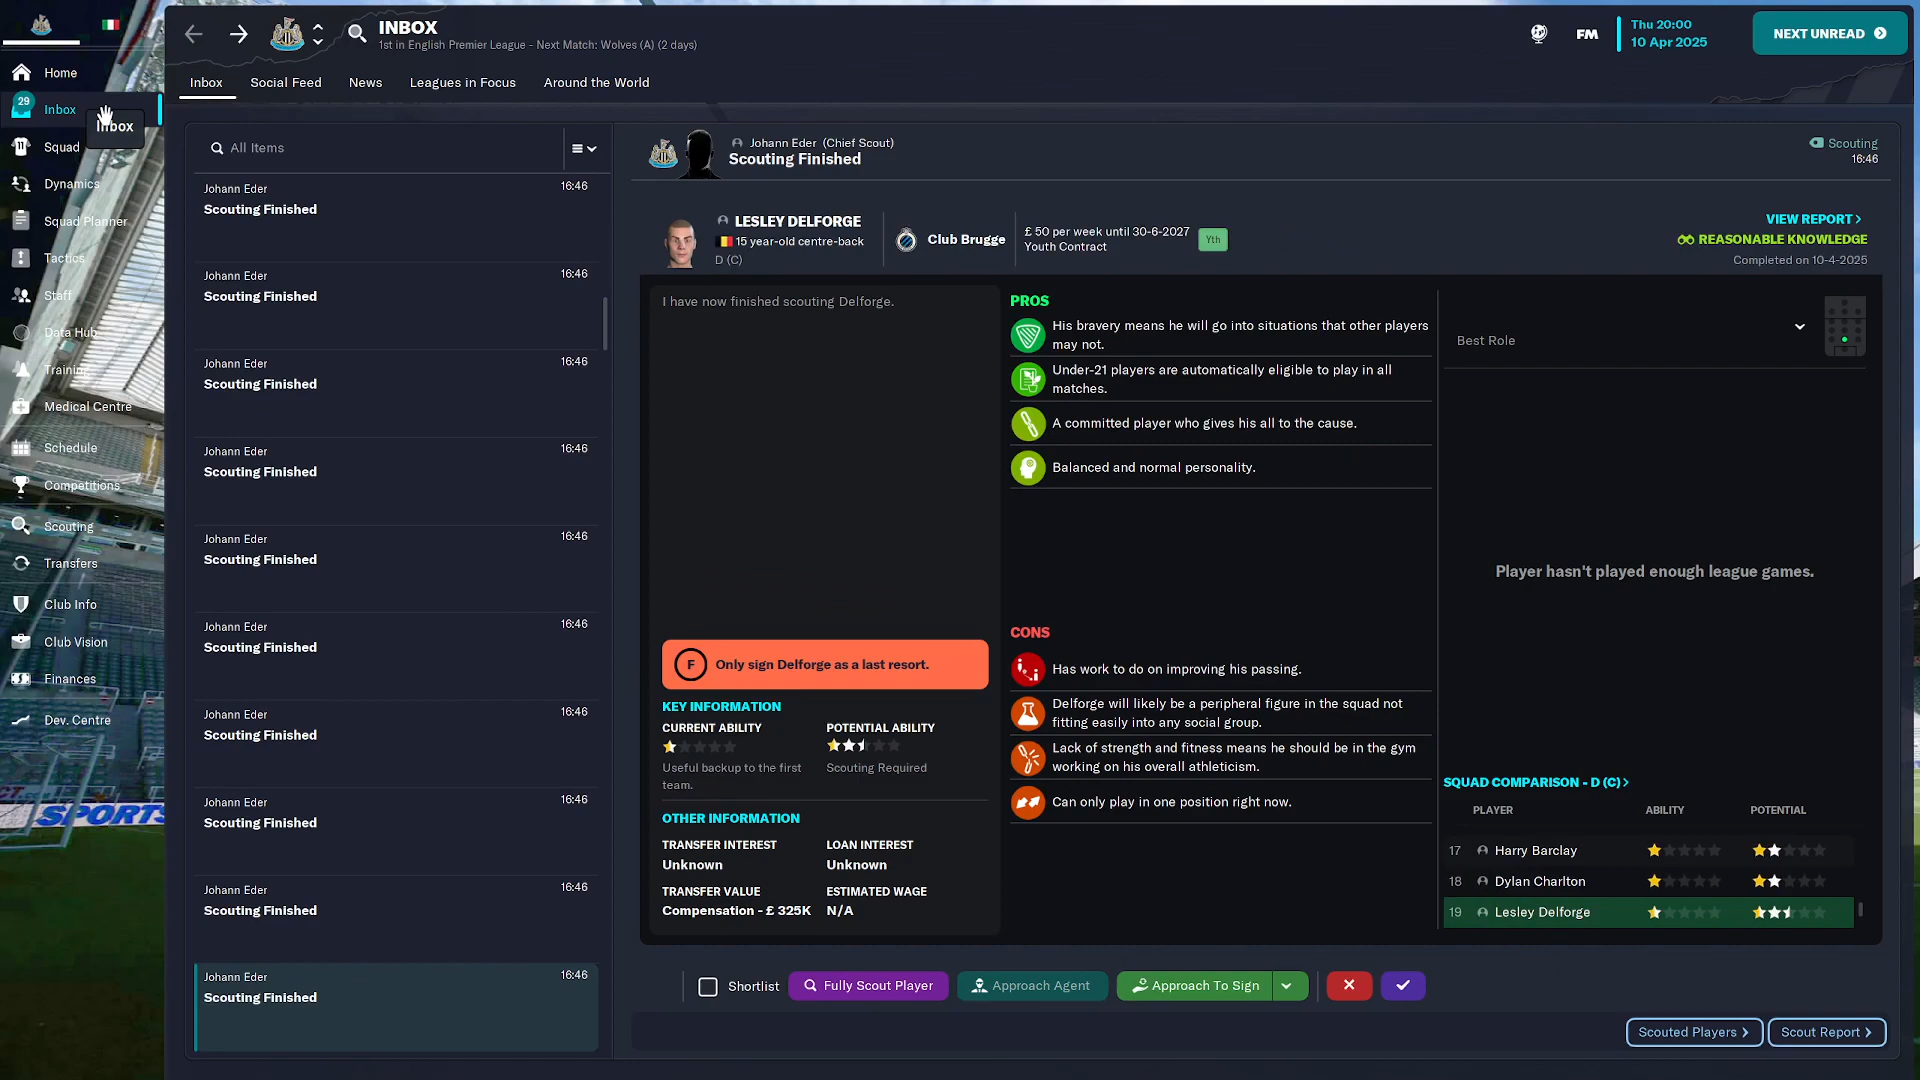 INBOX
1st in English Premier League - Next Match: Wolves (A) (2 days)
FM
Thu 20:00
10 Apr 2025
NEXT UNREAD
Inbox
Social Feed
News
Leagues in Focus
Around the World
Home
29
Inbox
Inbox
Squad
Dynamics
Squad Planner
Tactics
Staff
Data Hub
Training
Medical Centre
Schedule
Competitions
Scouting
Transfers
Club Info
Club Vision
Finances
Dev. Centre
SPORTS
All Items
Johann Eder 16:46
Scouting Finished
Johann Eder 16:46
Scouting Finished
Johann Eder 16:46
Scouting Finished
Johann Eder 16:46
Scouting Finished
Johann Eder 16:46
Scouting Finished
Johann Eder 16:46
Scouting Finished
Johann Eder 16:46
Scouting Finished
Johann Eder 16:46
Scouting Finished
Johann Eder 16:46
Scouting Finished
Johann Eder 16:46
Scouting Finished
Johann Eder (Chief Scout)
Scouting Finished
Scouting
16:46
LESLEY DELFORGE
15 year-old centre-back
D (C)
Club Brugge
£ 50 per week until 30-6-2027
Youth Contract
Yth
VIEW REPORT >
REASONABLE KNOWLEDGE
Completed on 10-4-2025
I have now finished scouting Delforge.
F Only sign Delforge as a last resort.
KEY INFORMATION
CURRENT ABILITY POTENTIAL ABILITY
Useful backup to the first
team.
Scouting Required
OTHER INFORMATION
TRANSFER INTEREST LOAN INTEREST
Unknown Unknown
TRANSFER VALUE ESTIMATED WAGE
Compensation - £ 325K N/A
PROS
His bravery means he will go into situations that other players
may not.
Under-21 players are automatically eligible to play in all
matches.
A committed player who gives his all to the cause.
Balanced and normal personality.
CONS
Has work to do on improving his passing.
Delforge will likely be a peripheral figure in the squad not
fitting easily into any social group.
Lack of strength and fitness means he should be in the gym
working on his overall athleticism.
Can only play in one position right now.
Best Role
Player hasn't played enough league games.
SQUAD COMPARISON - D (C) >
PLAYER ABILITY POTENTIAL
17 Harry Barclay
18 Dylan Charlton
19 Lesley Delforge
Shortlist
Fully Scout Player
Approach Agent
Approach To Sign
Scouted Players >
Scout Report >